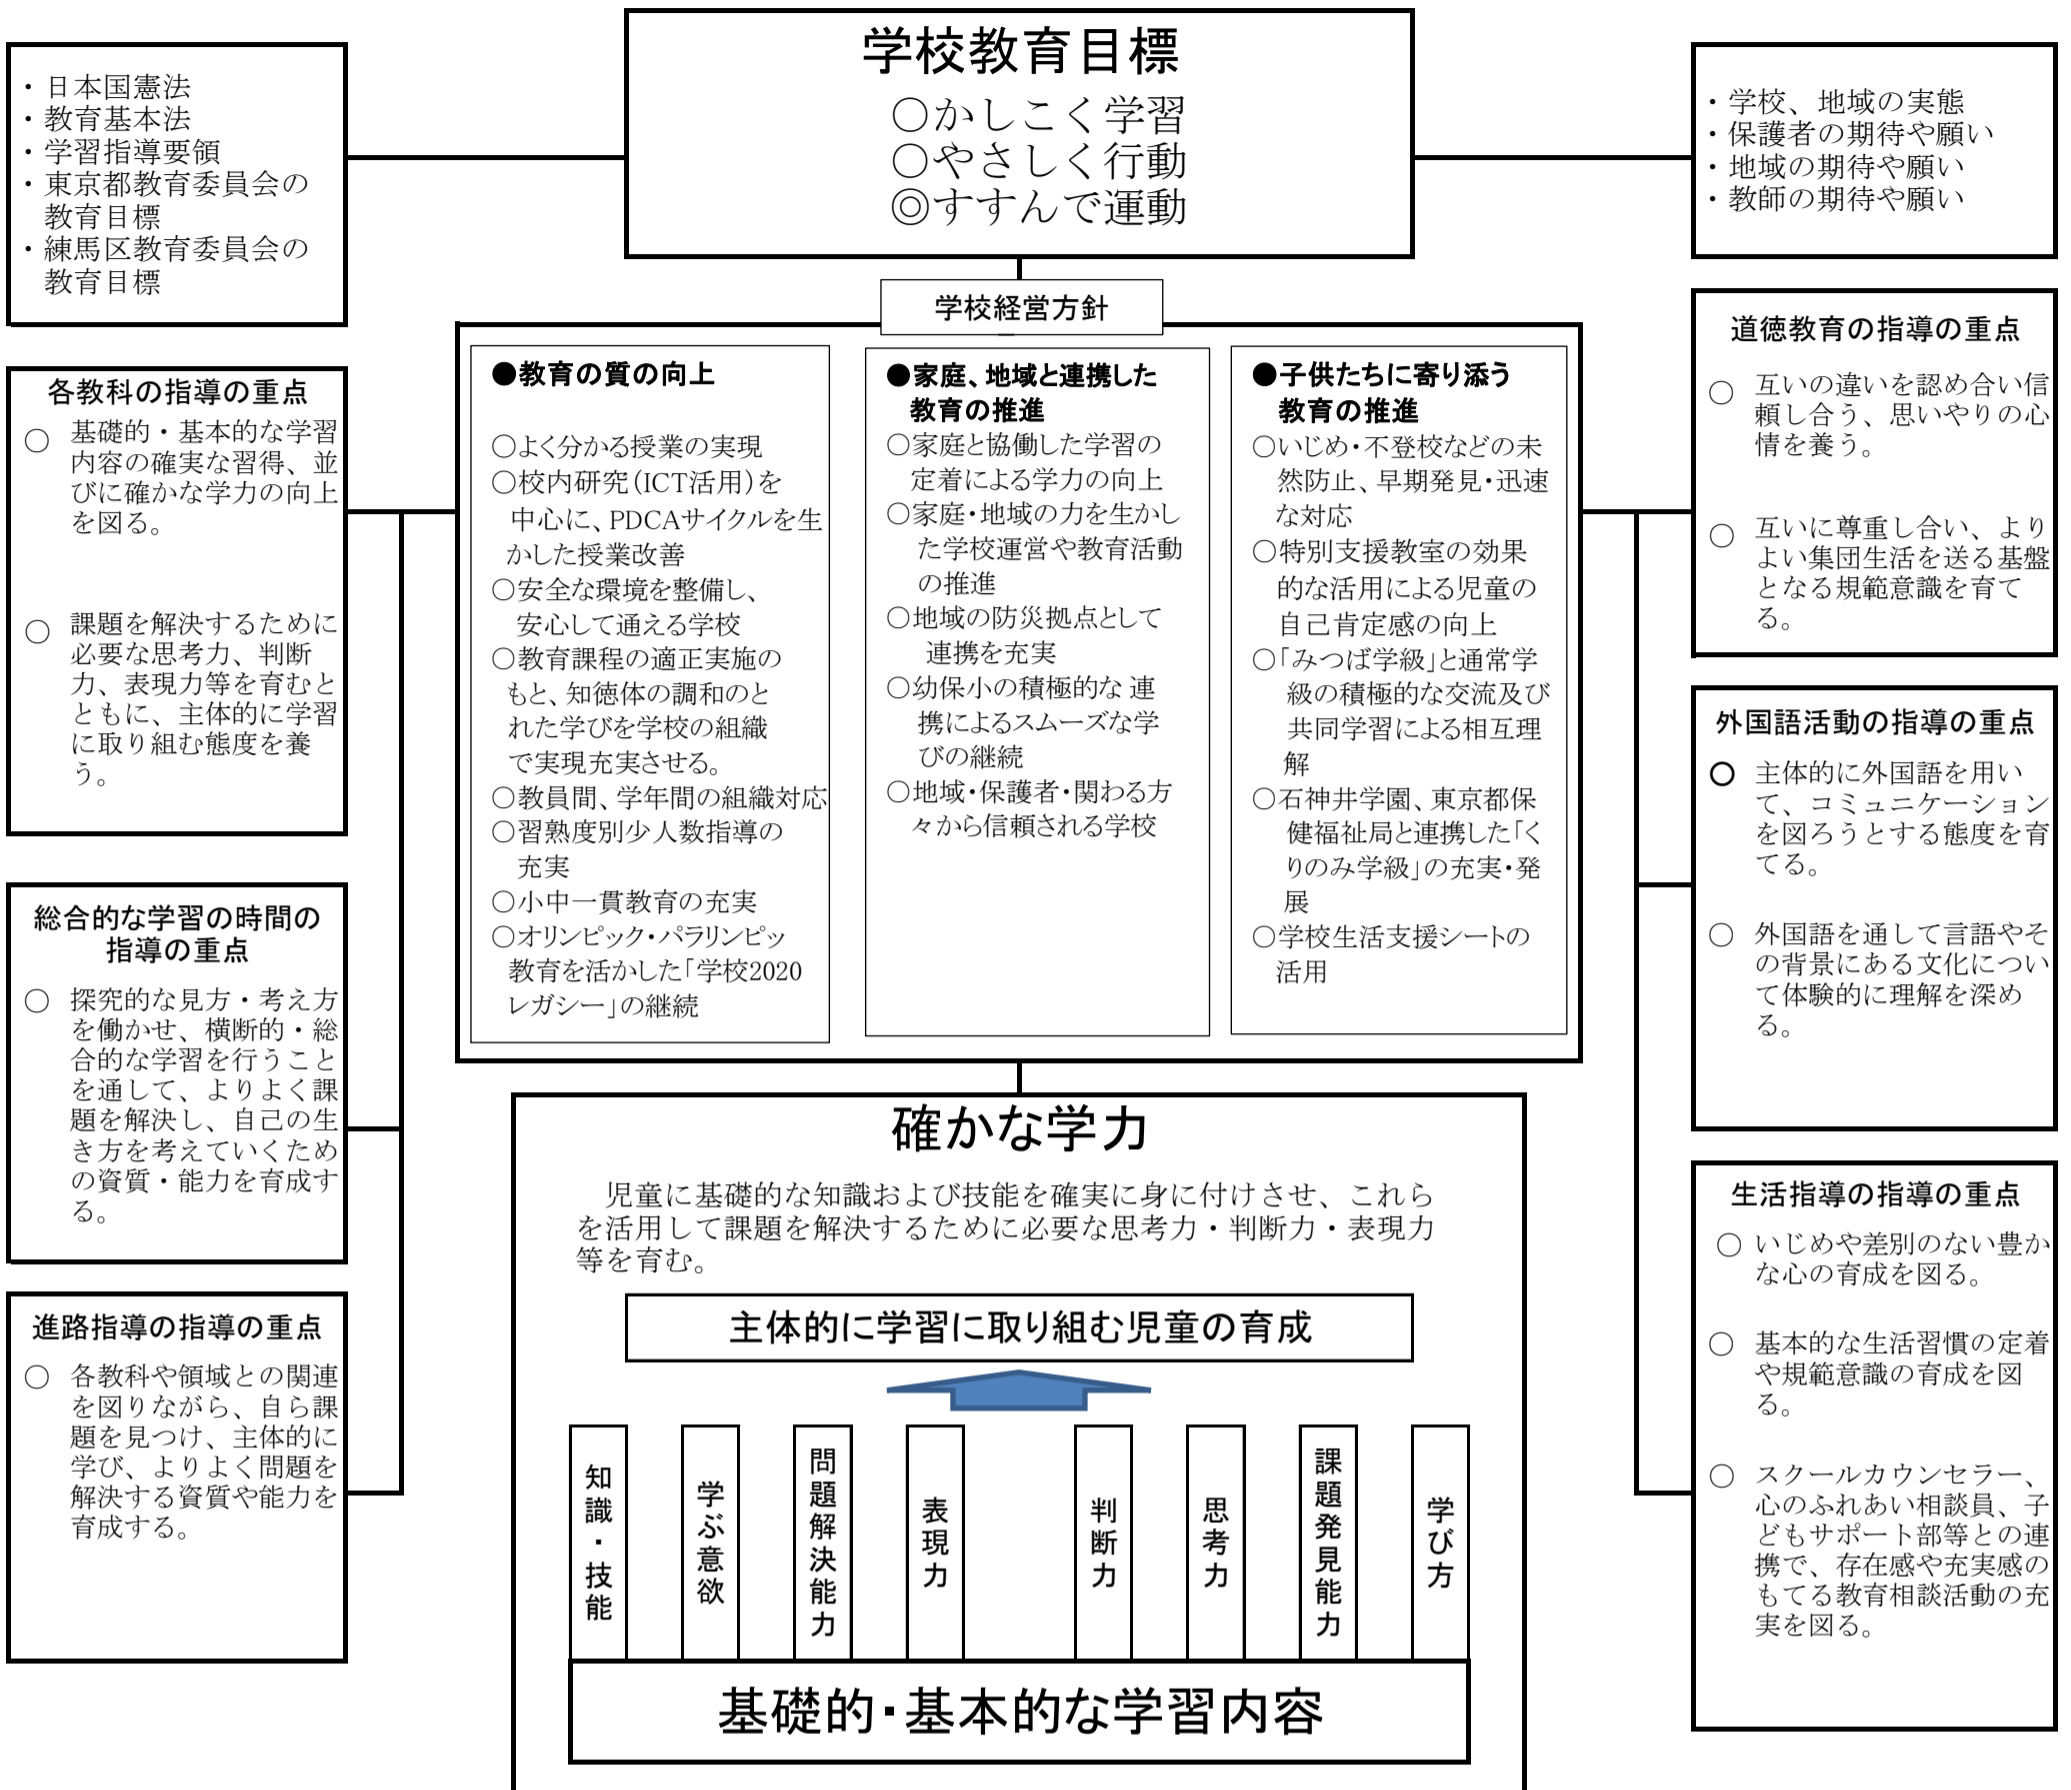 学校教育目標
○かしこく学習
○やさしく行動
◎すすんで運動
・日本国憲法
・教育基本法
・学習指導要領
・東京都教育委員会の
教育目標
・練馬区教育委員会の
教育目標
・学校、地域の実態
・保護者の期待や願い
・地域の期待や願い
・教師の期待や願い
学校経営方針
●教育の質の向上
○よく分かる授業の実現
○校内研究(ICT活用)を
中心に、PDCAサイクルを生
かした授業改善
○安全な環境を整備し、
安心して通える学校
○教育課程の適正実施の
もと、知徳体の調和のと
れた学びを学校の組織
で実現充実させる。
○教員間、学年間の組織対応
○習熟度別少人数指導の
充実
○小中一貫教育の充実
○オリンピック・パラリンピッ
教育を活かした「学校2020
レガシー」の継続
●家庭、地域と連携した
教育の推進
○家庭と協働した学習の
定着による学力の向上
○家庭・地域の力を生かし
た学校運営や教育活動
の推進
○地域の防災拠点として
連携を充実
○幼保小の積極的な 連
携によるスムーズな学
びの継続
○地域・保護者・関わる方
々から信頼される学校
●子供たちに寄り添う
教育の推進
○いじめ・不登校などの未
然防止、早期発見・迅速
な対応
○特別支援教室の効果
的な活用による児童の
自己肯定感の向上
○「みつば学級」と通常学
級の積極的な交流及び
共同学習による相互理
解
○石神井学園、東京都保
健福祉局と連携した「く
りのみ学級」の充実・発
展
○学校生活支援シートの
活用
各教科の指導の重点
○ 基礎的・基本的な学習
内容の確実な習得、並
びに確かな学力の向上
を図る。
○ 課題を解決するために
必要な思考力、判断
力、表現力等を育むと
ともに、主体的に学習
に取り組む態度を養
う。
総合的な学習の時間の
指導の重点
○ 探究的な見方・考え方
を働かせ、横断的・総
合的な学習を行うこと
を通して、よりよく課
題を解決し、自己の生
き方を考えていくため
の資質・能力を育成す
る。
進路指導の指導の重点
○ 各教科や領域との関連
を図りながら、自ら課
題を見つけ、主体的に
学び、よりよく問題を
解決する資質や能力を
育成する。
道徳教育の指導の重点
○ 互いの違いを認め合い信
頼し合う、思いやりの心
情を養う。
○ 互いに尊重し合い、より
よい集団生活を送る基盤
となる規範意識を育て
る。
外国語活動の指導の重点
○ 主体的に外国語を用い
て、コミュニケーション
を図ろうとする態度を育
てる。
○ 外国語を通して言語やそ
の背景にある文化につい
て体験的に理解を深め
る。
生活指導の指導の重点
○ いじめや差別のない豊か
な心の育成を図る。
○ 基本的な生活習慣の定着
や規範意識の育成を図
る。
○ スクールカウンセラー、
心のふれあい相談員、子
どもサポート部等との連
携で、存在感や充実感の
もてる教育相談活動の充
実を図る。
確かな学力
児童に基礎的な知識および技能を確実に身に付けさせ、これら
を活用して課題を解決するために必要な思考力・判断力・表現力
等を育む。
主体的に学習に取り組む児童の育成
知識・技能
学ぶ意欲
問題解決能力
表現力
判断力
思考力
課題発見能力
学び方
基礎的・基本的な学習内容